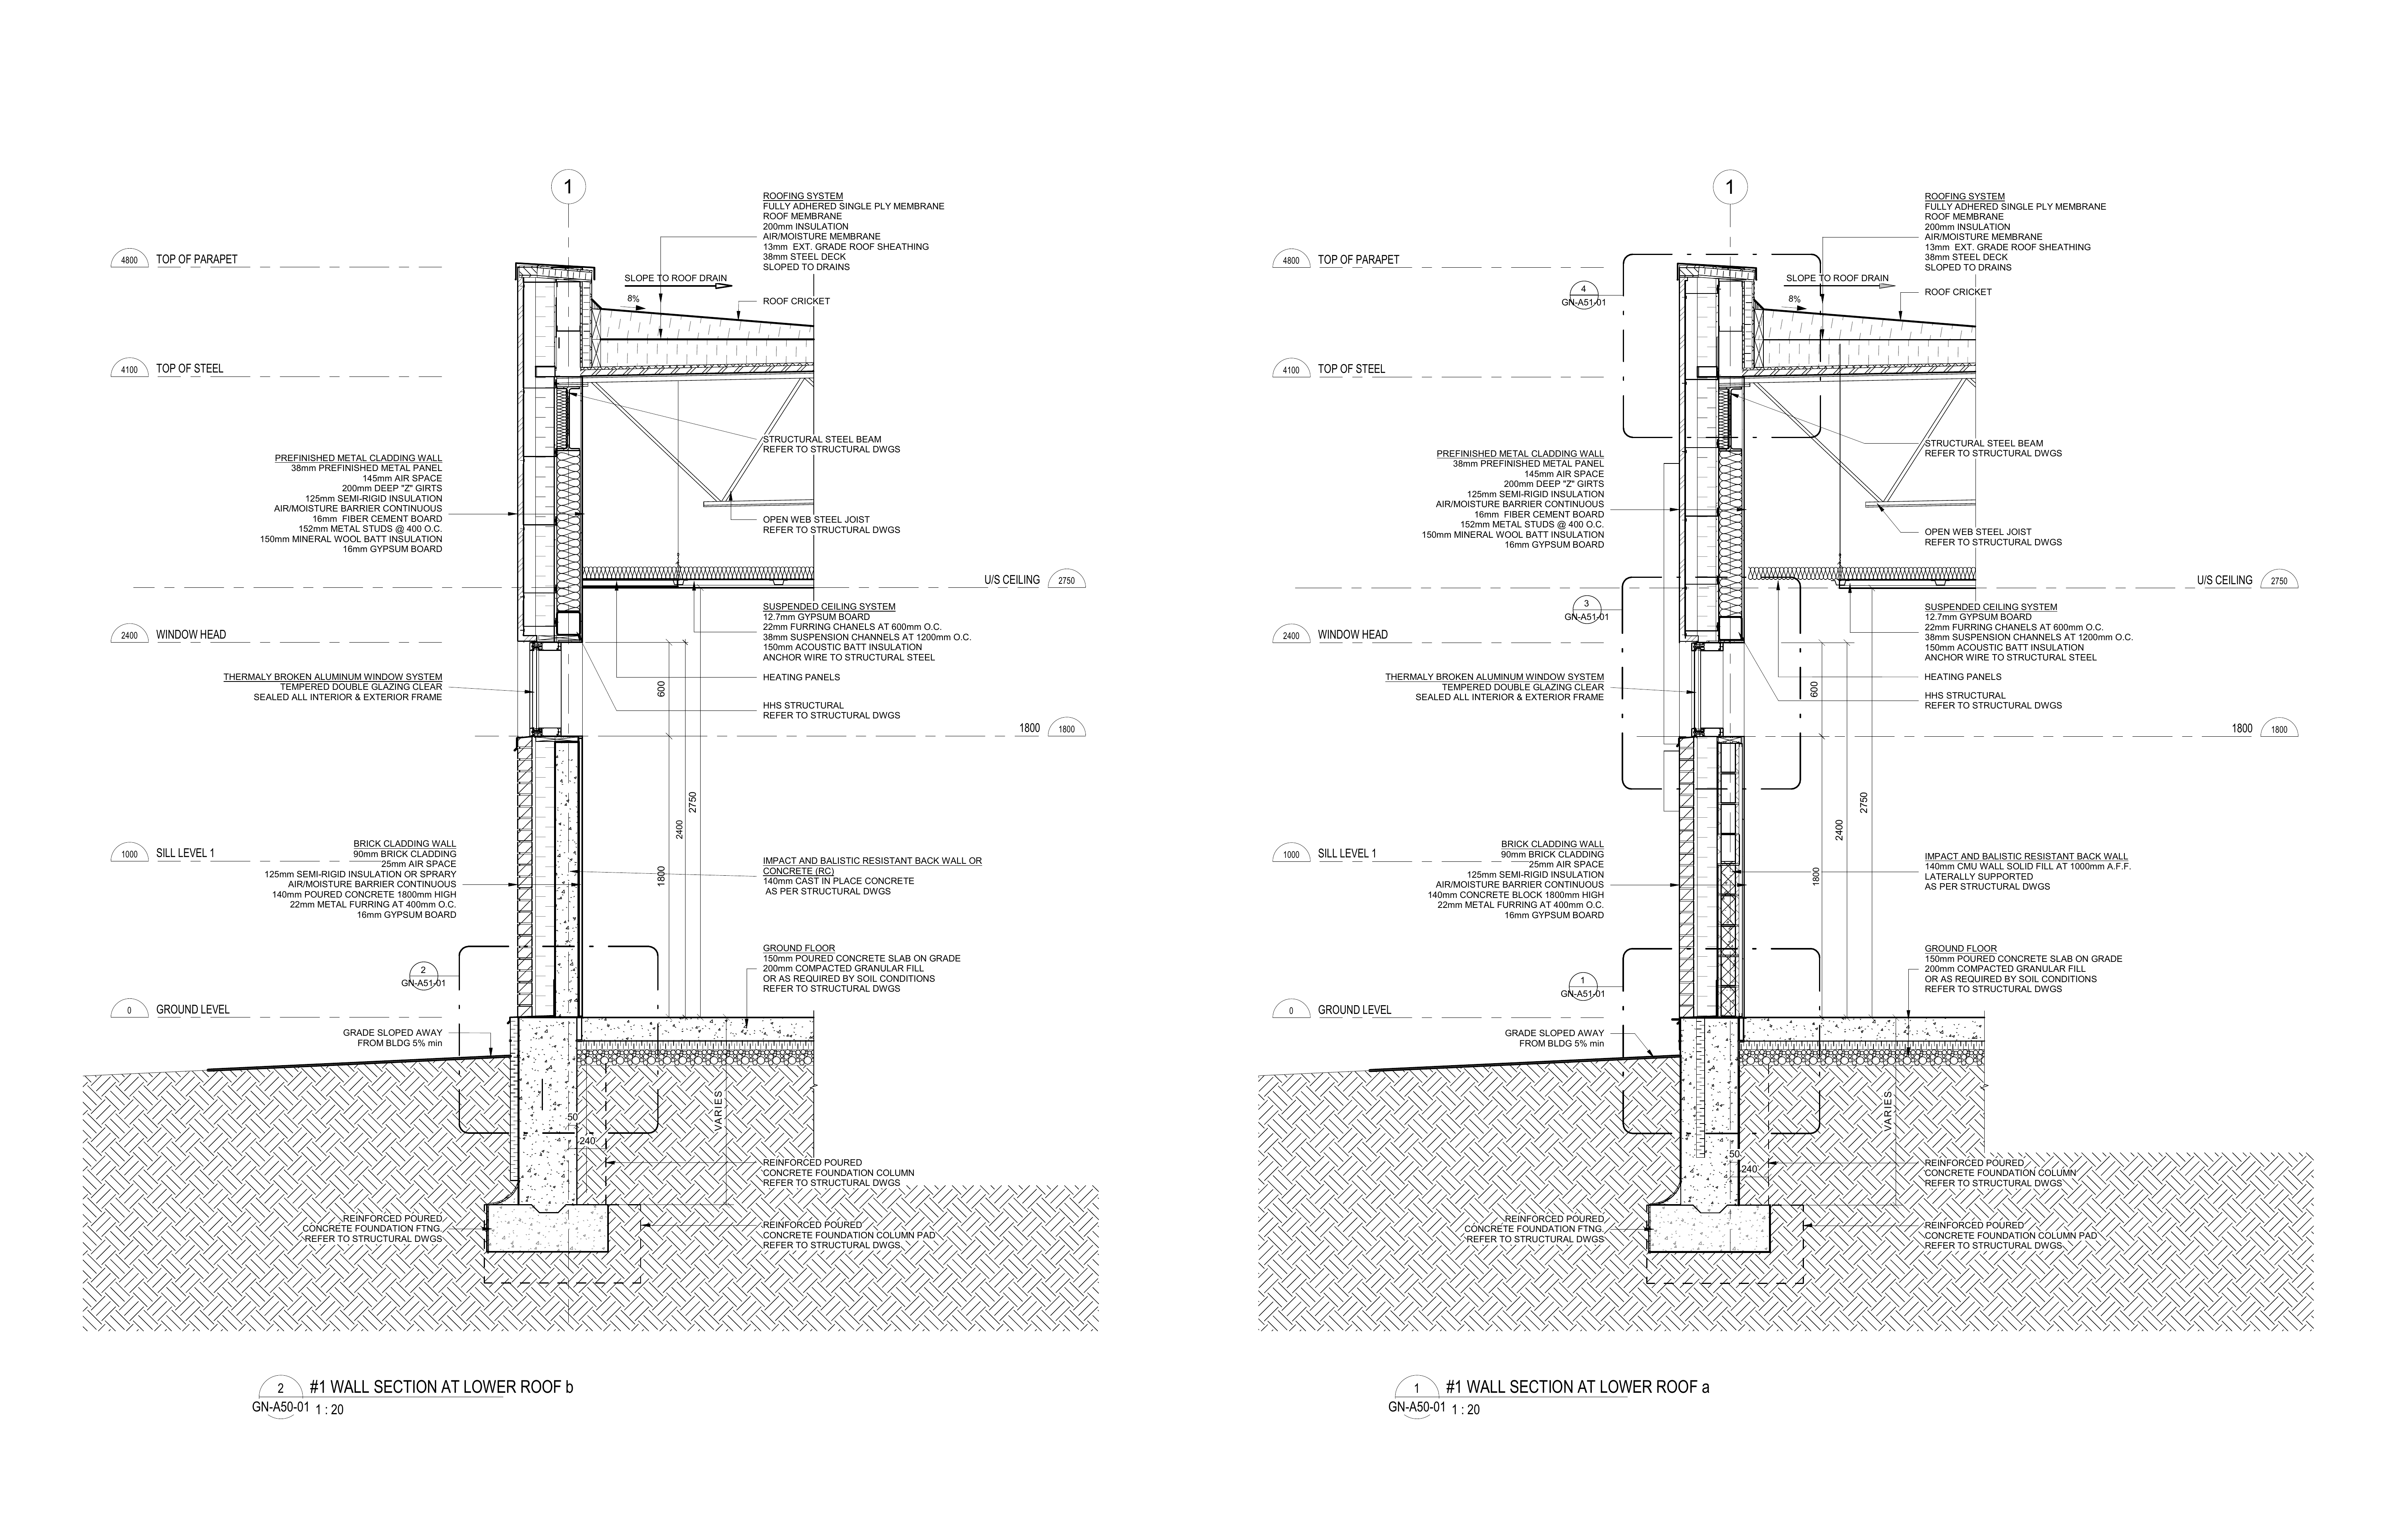 1
ROOFING SYSTEM
FULLY ADHERED SINGLE PLY MEMBRANE
ROOF MEMBRANE
200mm INSULATION
AIR/MOISTURE MEMBRANE
13mm EXT. GRADE ROOF SHEATHING
38mm STEEL DECK
SLOPED TO DRAINS
4800 TOP OF PARAPET
SLOPE TO ROOF DRAIN
8%
ROOF CRICKET
4100 TOP OF STEEL
STRUCTURAL STEEL BEAM
REFER TO STRUCTURAL DWGS
PREFINISHED METAL CLADDING WALL
38mm PREFINISHED METAL PANEL
145mm AIR SPACE
200mm DEEP "Z" GIRTS
125mm SEMI-RIGID INSULATION
AIR/MOISTURE BARRIER CONTINUOUS
16mm FIBER CEMENT BOARD
152mm METAL STUDS @ 400 O.C.
150mm MINERAL WOOL BATT INSULATION
16mm GYPSUM BOARD
OPEN WEB STEEL JOIST
REFER TO STRUCTURAL DWGS
U/S CEILING 2750
SUSPENDED CEILING SYSTEM
12.7mm GYPSUM BOARD
22mm FURRING CHANELS AT 600mm O.C.
38mm SUSPENSION CHANNELS AT 1200mm O.C.
150mm ACOUSTIC BATT INSULATION
ANCHOR WIRE TO STRUCTURAL STEEL
2400 WINDOW HEAD
THERMALY BROKEN ALUMINUM WINDOW SYSTEM
TEMPERED DOUBLE GLAZING CLEAR
SEALED ALL INTERIOR & EXTERIOR FRAME
HEATING PANELS
600
HHS STRUCTURAL
REFER TO STRUCTURAL DWGS
1800 1800
2750
2400
1800
1000 SILL LEVEL 1
BRICK CLADDING WALL
90mm BRICK CLADDING
25mm AIR SPACE
125mm SEMI-RIGID INSULATION OR SPRARY
AIR/MOISTURE BARRIER CONTINUOUS
140mm POURED CONCRETE 1800mm HIGH
22mm METAL FURRING AT 400mm O.C.
16mm GYPSUM BOARD
IMPACT AND BALISTIC RESISTANT BACK WALL OR
CONCRETE (RC)
140mm CAST IN PLACE CONCRETE
AS PER STRUCTURAL DWGS
GROUND FLOOR
150mm POURED CONCRETE SLAB ON GRADE
200mm COMPACTED GRANULAR FILL
OR AS REQUIRED BY SOIL CONDITIONS
REFER TO STRUCTURAL DWGS
2
GN-A51-01
0 GROUND LEVEL
GRADE SLOPED AWAY
FROM BLDG 5% min
50
240
VARIES
REINFORCED POURED
CONCRETE FOUNDATION COLUMN
REFER TO STRUCTURAL DWGS
REINFORCED POURED
CONCRETE FOUNDATION FTNG.
REFER TO STRUCTURAL DWGS
REINFORCED POURED
CONCRETE FOUNDATION COLUMN PAD
REFER TO STRUCTURAL DWGS
2 #1 WALL SECTION AT LOWER ROOF b
GN-A50-01 1 : 20
1
ROOFING SYSTEM
FULLY ADHERED SINGLE PLY MEMBRANE
ROOF MEMBRANE
200mm INSULATION
AIR/MOISTURE MEMBRANE
13mm EXT. GRADE ROOF SHEATHING
38mm STEEL DECK
SLOPED TO DRAINS
4800 TOP OF PARAPET
SLOPE TO ROOF DRAIN
8%
ROOF CRICKET
4
GN-A51-01
4100 TOP OF STEEL
STRUCTURAL STEEL BEAM
REFER TO STRUCTURAL DWGS
PREFINISHED METAL CLADDING WALL
38mm PREFINISHED METAL PANEL
145mm AIR SPACE
200mm DEEP "Z" GIRTS
125mm SEMI-RIGID INSULATION
AIR/MOISTURE BARRIER CONTINUOUS
16mm FIBER CEMENT BOARD
152mm METAL STUDS @ 400 O.C.
150mm MINERAL WOOL BATT INSULATION
16mm GYPSUM BOARD
OPEN WEB STEEL JOIST
REFER TO STRUCTURAL DWGS
U/S CEILING 2750
3
GN-A51-01
SUSPENDED CEILING SYSTEM
12.7mm GYPSUM BOARD
22mm FURRING CHANELS AT 600mm O.C.
38mm SUSPENSION CHANNELS AT 1200mm O.C.
150mm ACOUSTIC BATT INSULATION
ANCHOR WIRE TO STRUCTURAL STEEL
2400 WINDOW HEAD
THERMALY BROKEN ALUMINUM WINDOW SYSTEM
TEMPERED DOUBLE GLAZING CLEAR
SEALED ALL INTERIOR & EXTERIOR FRAME
HEATING PANELS
600
HHS STRUCTURAL
REFER TO STRUCTURAL DWGS
1800 1800
2750
2400
1800
1000 SILL LEVEL 1
BRICK CLADDING WALL
90mm BRICK CLADDING
25mm AIR SPACE
125mm SEMI-RIGID INSULATION
AIR/MOISTURE BARRIER CONTINUOUS
140mm CONCRETE BLOCK 1800mm HIGH
22mm METAL FURRING AT 400mm O.C.
16mm GYPSUM BOARD
IMPACT AND BALISTIC RESISTANT BACK WALL
140mm CMU WALL SOLID FILL AT 1000mm A.F.F.
LATERALLY SUPPORTED
AS PER STRUCTURAL DWGS
GROUND FLOOR
150mm POURED CONCRETE SLAB ON GRADE
200mm COMPACTED GRANULAR FILL
OR AS REQUIRED BY SOIL CONDITIONS
REFER TO STRUCTURAL DWGS
1
GN-A51-01
0 GROUND LEVEL
GRADE SLOPED AWAY
FROM BLDG 5% min
VARIES
50
240
REINFORCED POURED
CONCRETE FOUNDATION COLUMN
REFER TO STRUCTURAL DWGS
REINFORCED POURED
CONCRETE FOUNDATION FTNG.
REFER TO STRUCTURAL DWGS
REINFORCED POURED
CONCRETE FOUNDATION COLUMN PAD
REFER TO STRUCTURAL DWGS
1 #1 WALL SECTION AT LOWER ROOF a
GN-A50-01 1 : 20